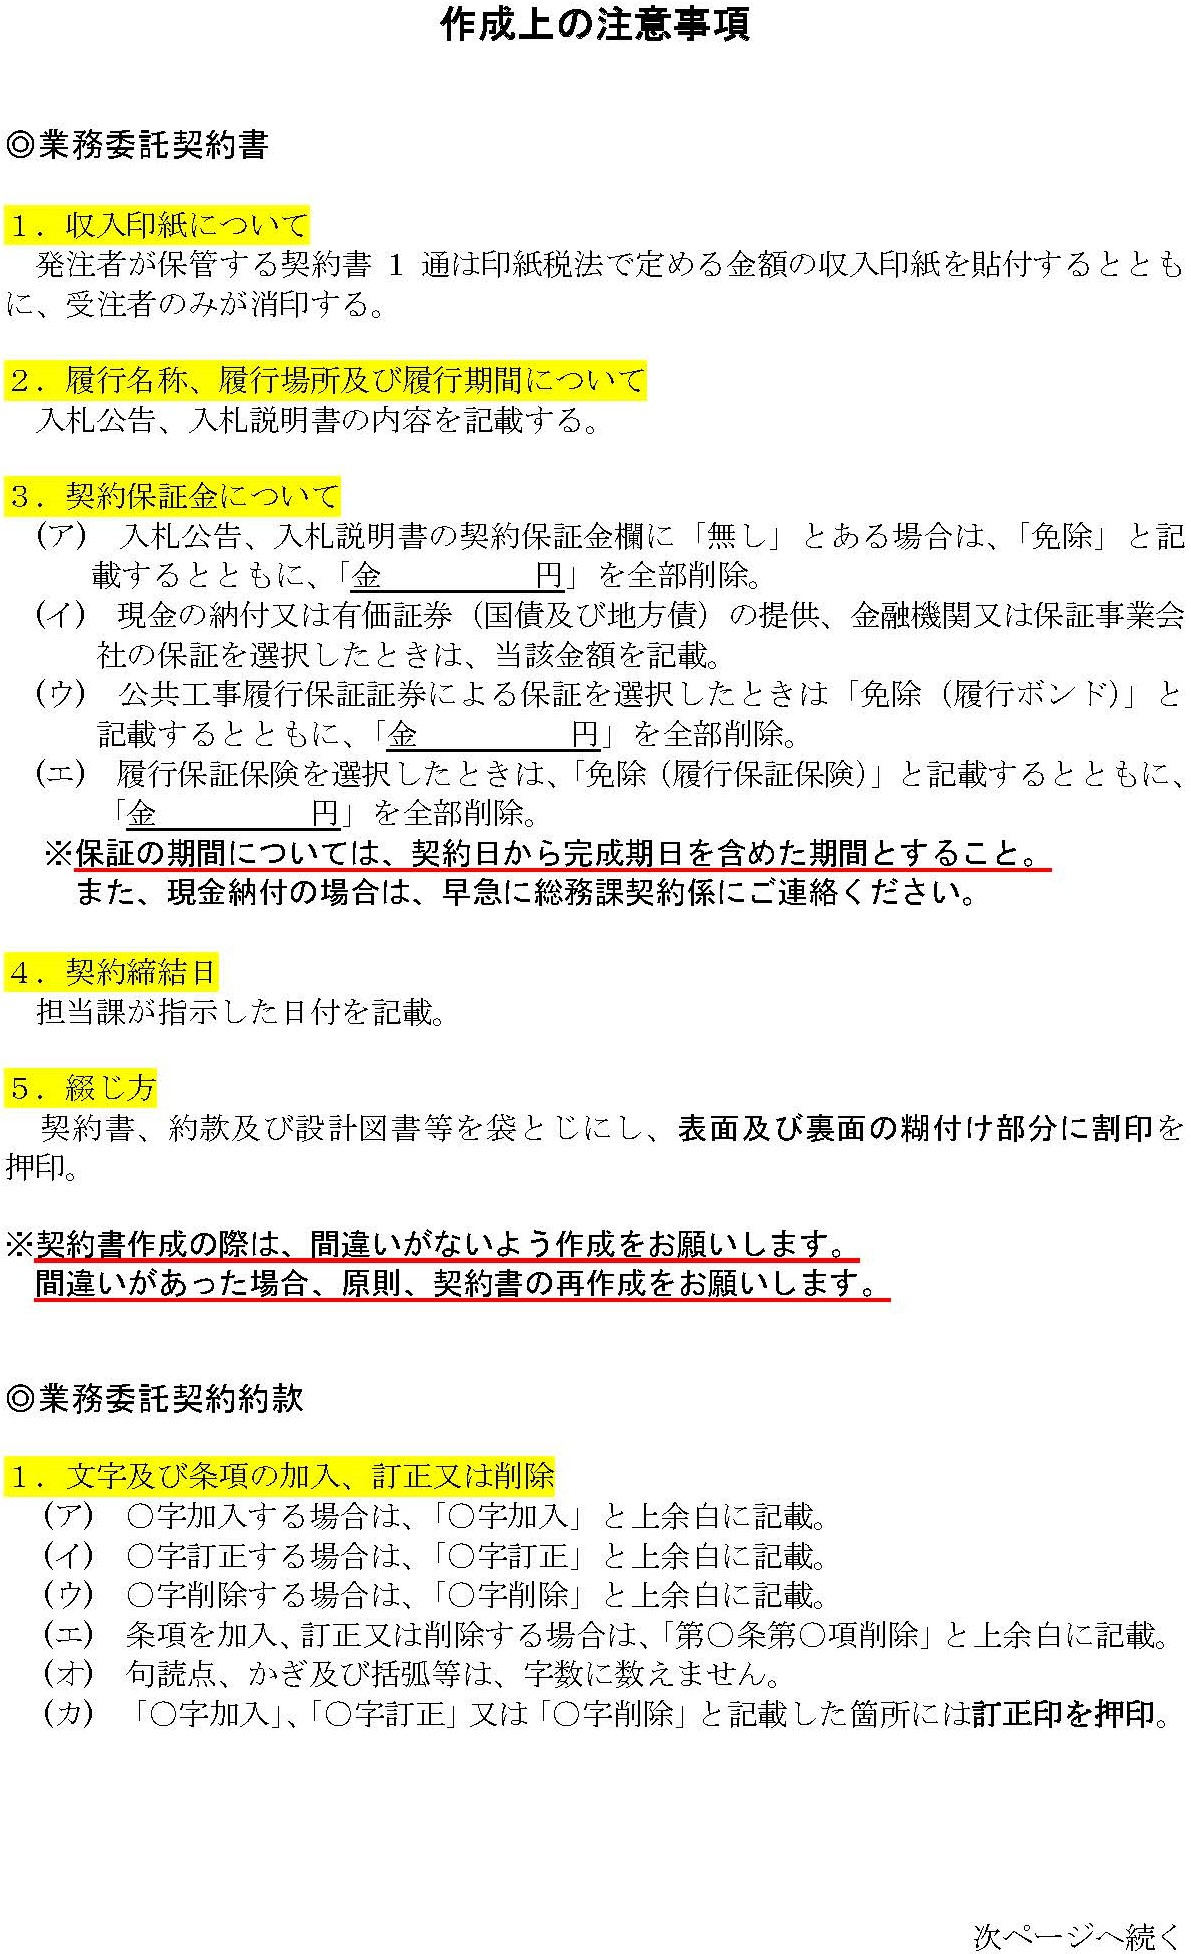 作成上の注意事項
◎業務委託契約書
１．収入印紙について
発注者が保管する契約書 1 通は印紙税法で定める金額の収入印紙を貼付するととも
に、受注者のみが消印する。
２．履行名称、履行場所及び履行期間について
入札公告、入札説明書の内容を記載する。
３．契約保証金について
(ア) 入札公告、入札説明書の契約保証金欄に「無し」とある場合は、「免除」と記
載するとともに、「金　　　　　円」を全部削除。
(イ) 現金の納付又は有価証券（国債及び地方債）の提供、金融機関又は保証事業会
社の保証を選択したときは、当該金額を記載。
(ウ) 公共工事履行保証証券による保証を選択したときは「免除（履行ボンド）」と
記載するとともに、「金　　　　　円」を全部削除。
(エ) 履行保証保険を選択したときは、「免除（履行保証保険）」と記載するとともに、
「金　　　　　円」を全部削除。
※保証の期間については、契約日から完成期日を含めた期間とすること。
また、現金納付の場合は、早急に総務課契約係にご連絡ください。
４．契約締結日
担当課が指示した日付を記載。
５．綴じ方
契約書、約款及び設計図書等を袋とじにし、表面及び裏面の糊付け部分に割印を
押印。
※契約書作成の際は、間違いがないよう作成をお願いします。
間違いがあった場合、原則、契約書の再作成をお願いします。
◎業務委託契約約款
１．文字及び条項の加入、訂正又は削除
(ア) ○字加入する場合は、「○字加入」と上余白に記載。
(イ) ○字訂正する場合は、「○字訂正」と上余白に記載。
(ウ) ○字削除する場合は、「○字削除」と上余白に記載。
(エ) 条項を加入、訂正又は削除する場合は、「第○条第○項削除」と上余白に記載。
(オ) 句読点、かぎ及び括弧等は、字数に数えません。
(カ) 「○字加入」、「○字訂正」又は「○字削除」と記載した箇所には訂正印を押印。
次ページへ続く